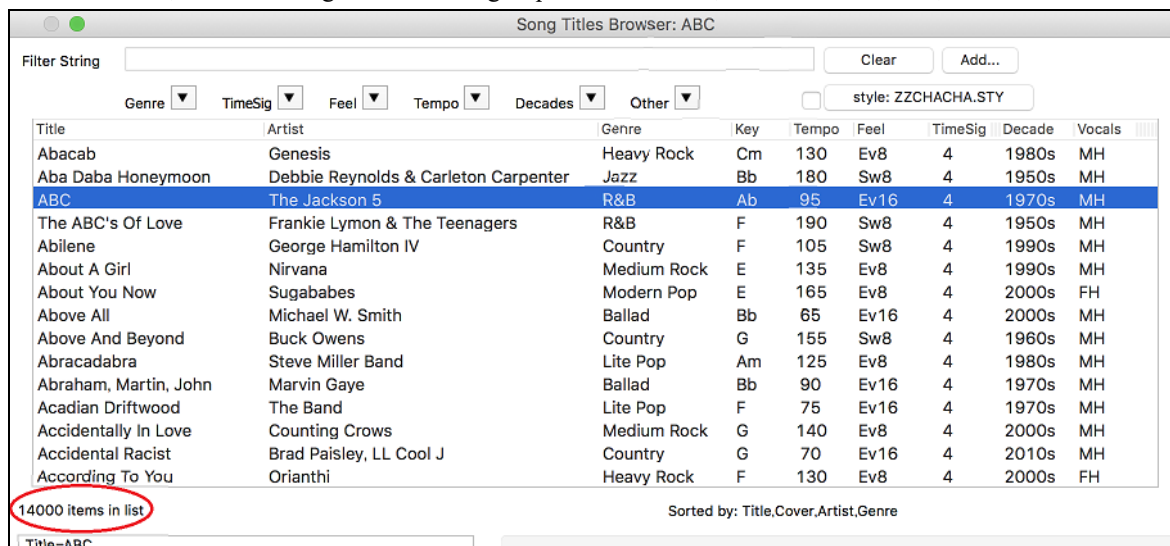 Song Titles Browser: ABC
Filter String Clear Add...
Genre ▼ TimeSig ▼ Feel ▼ Tempo ▼ Decades ▼ Other ▼ style: ZZCHACHA.STY
Title Artist Genre Key Tempo Feel TimeSig Decade Vocals
Abacab Genesis Heavy Rock Cm 130 Ev8 4 1980s MH
Aba Daba Honeymoon Debbie Reynolds & Carleton Carpenter Jazz Bb 180 Sw8 4 1950s MH
ABC The Jackson 5 R&B Ab 95 Ev16 4 1970s MH
The ABC's Of Love Frankie Lymon & The Teenagers R&B F 190 Sw8 4 1950s MH
Abilene George Hamilton IV Country F 105 Sw8 4 1990s MH
About A Girl Nirvana Medium Rock E 135 Ev8 4 1990s MH
About You Now Sugababes Modern Pop E 165 Ev8 4 2000s FH
Above All Michael W. Smith Ballad Bb 65 Ev16 4 2000s MH
Above And Beyond Buck Owens Country G 155 Sw8 4 1960s MH
Abracadabra Steve Miller Band Lite Pop Am 125 Ev8 4 1980s MH
Abraham, Martin, John Marvin Gaye Ballad Bb 90 Ev16 4 1970s MH
Acadian Driftwood The Band Lite Pop F 75 Ev16 4 1970s MH
Accidentally In Love Counting Crows Medium Rock G 140 Ev8 4 2000s MH
Accidental Racist Brad Paisley, LL Cool J Country G 70 Ev16 4 2010s MH
According To You Orianthi Heavy Rock F 130 Ev8 4 2000s FH
14000 items in list Sorted by: Title,Cover,Artist,Genre
Title=ABC